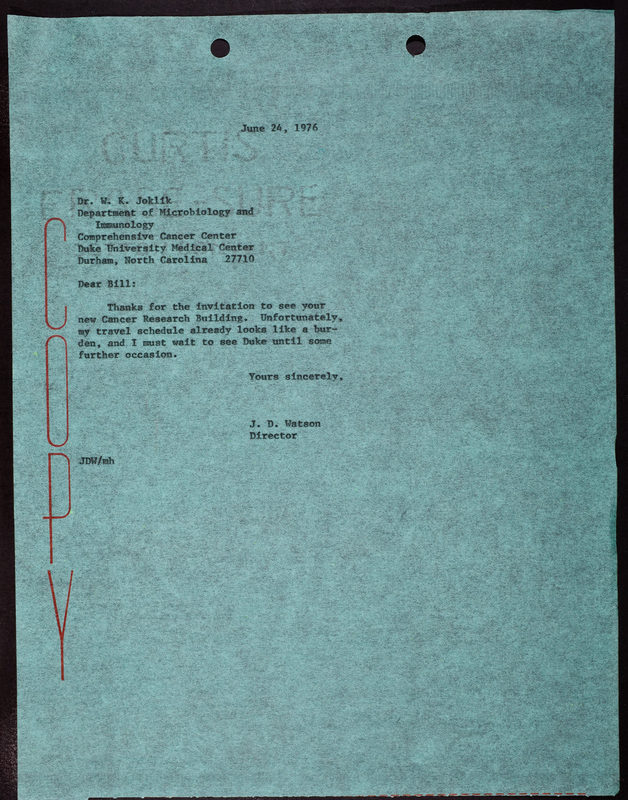 June 24, 1976
CURTIS
Dr. W. K. Joklik
Department of Microbiology and
Immunology
Comprehensive Cancer Center
Duke University Medical Center
Durham, North Carolina 27710
Dear Bill:
Thanks for the invitation to see your
new Cancer Research Building. Unfortunately,
my travel schedule already looks like a bur-
den, and I must wait to see Duke until some
further occasion.
Yours sincerely,
J. D. Watson
Director
JDW/mh
COPY